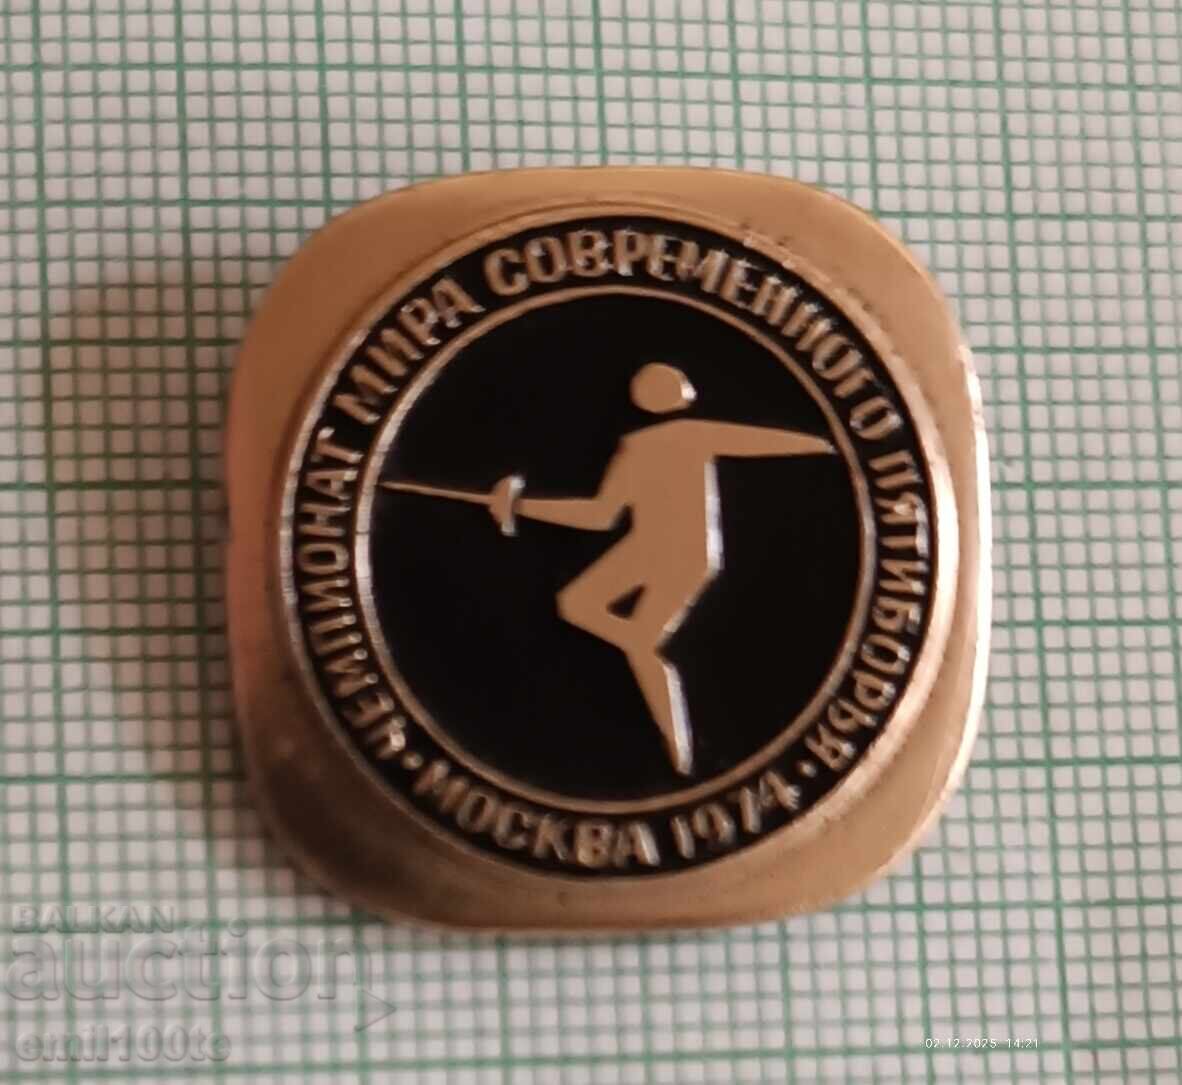 ЧЕМПИОНАТ МИРА СОВРЕМЕННОГО ПЯТИБОРЬЯ
· МОСКВА 1974 ·
BALKAN
auction
emil100te
02.12.2025 14:21